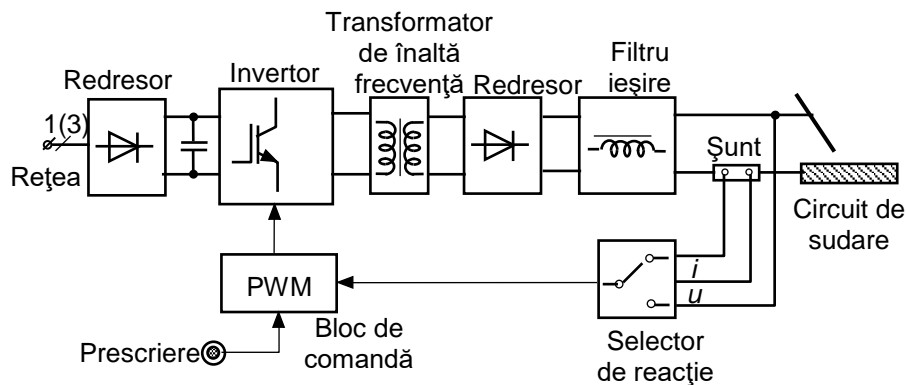 Transformator
de înaltă
frecvenţă
Filtru
ieşire
Redresor
Invertor
Redresor
1(3)
Reţea
Şunt
Circuit de
sudare
i
u
PWM
Bloc de
comandă
Selector
de reacţie
Prescriere